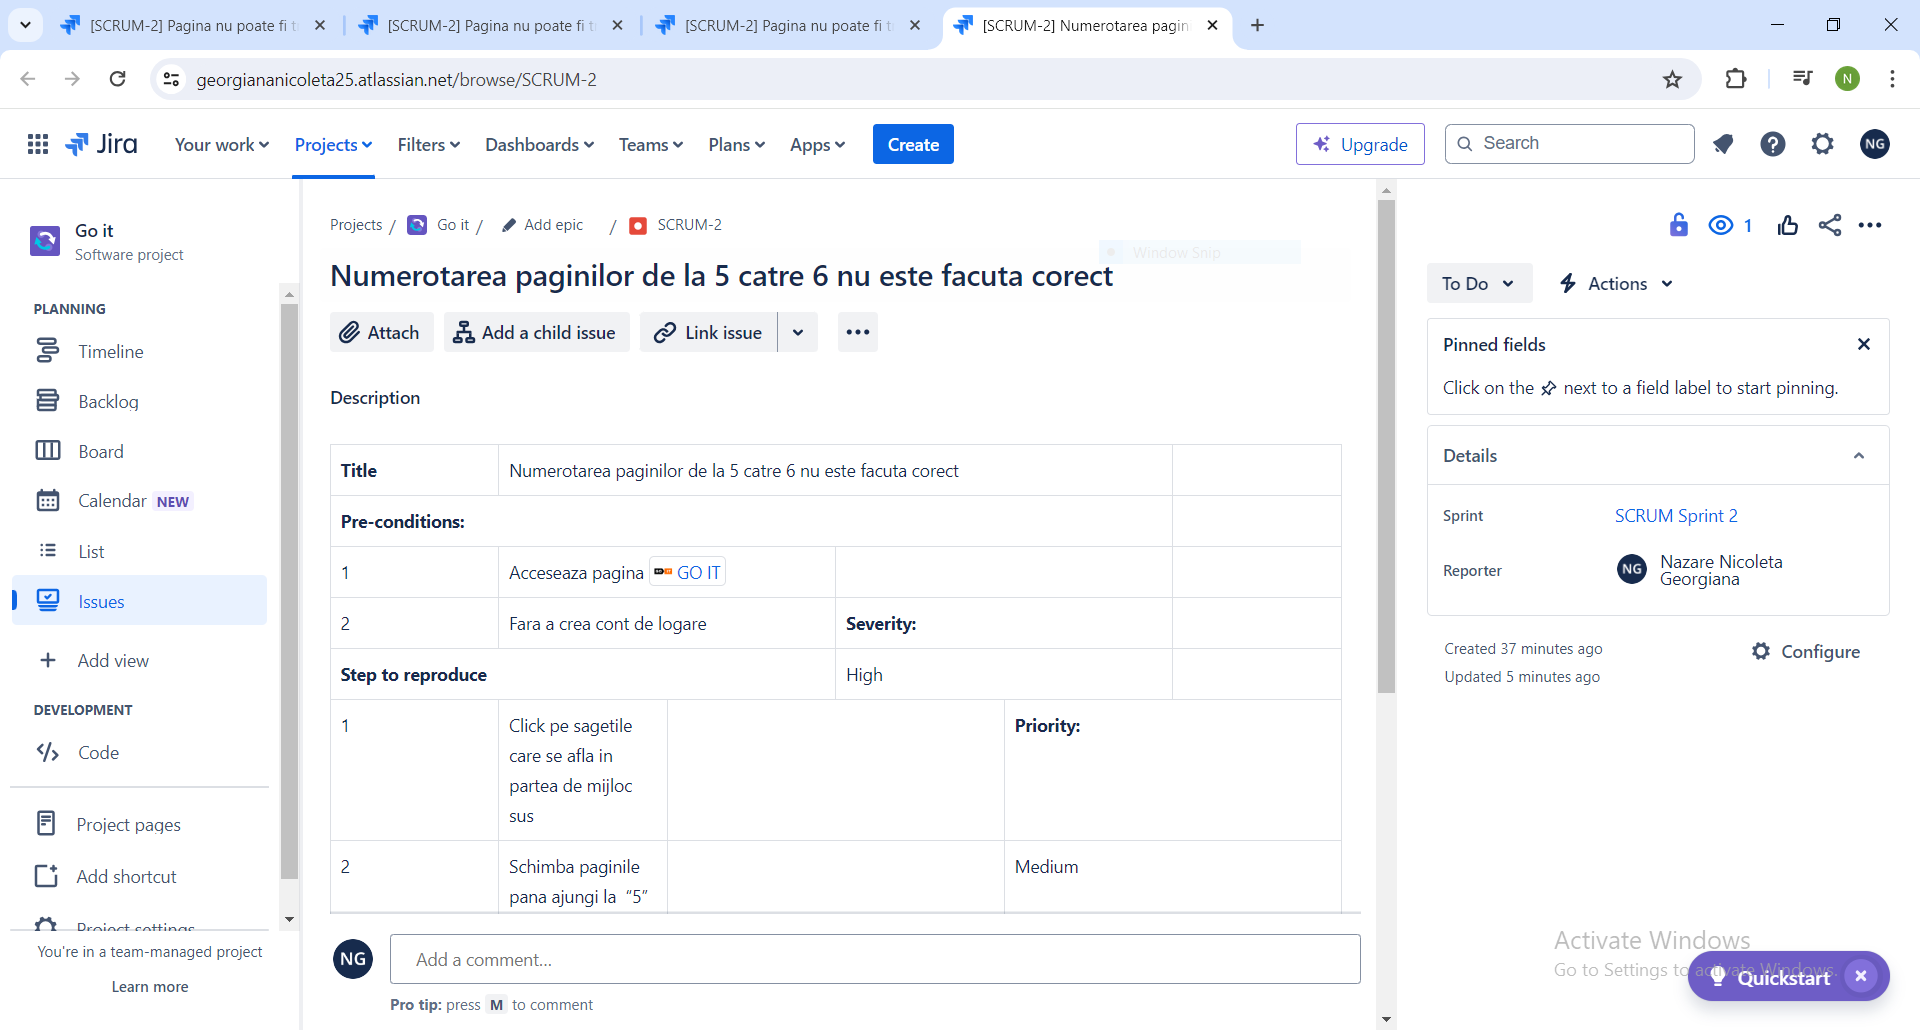 [SCRUM-2] Pagina nu poate fi t
[SCRUM-2] Pagina nu poate fi t
[SCRUM-2] Pagina nu poate fi t
[SCRUM-2] Numerotarea pagin
georgiananicoleta25.atlassian.net/browse/SCRUM-2
N
Jira
Your work
Projects
Filters
Dashboards
Teams
Plans
Apps
Create
Upgrade
Search
NG
Go it
Software project
PLANNING
Timeline
Backlog
Board
Calendar NEW
List
Issues
Add view
DEVELOPMENT
Code
Project pages
Add shortcut
Project settings
You're in a team-managed project
Learn more
Projects / Go it / Add epic / SCRUM-2
Window Snip
Numerotarea paginilor de la 5 catre 6 nu este facuta corect
Attach
Add a child issue
Link issue
Description
Title Numerotarea paginilor de la 5 catre 6 nu este facuta corect
Pre-conditions:
1 Acceseaza pagina GO IT
2 Fara a crea cont de logare Severity:
Step to reproduce High
1 Click pe sagetile Priority:
care se afla in
partea de mijloc
sus
2 Schimba paginile Medium
pana ajungi la “5”
NG
Add a comment...
Pro tip: press M to comment
1
To Do
Actions
Pinned fields
Click on the next to a field label to start pinning.
Details
Sprint SCRUM Sprint 2
Reporter NG Nazare Nicoleta
Georgiana
Created 37 minutes ago
Configure
Updated 5 minutes ago
Activate Windows
Go to Settings to activate Windows.
Quickstart